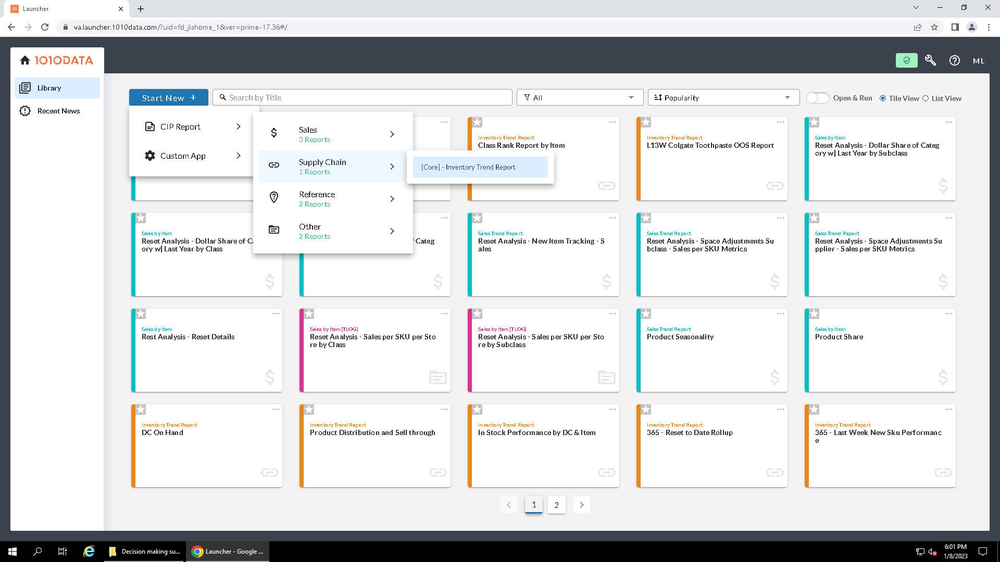 Launcher
va.launcher.1010data.com/?uid=fd_jlahome_1&ver=prime-17.36#/
1010DATA
ML
Library
Recent News
Start New +
Search by Title
All
Popularity
Open & Run
Tile View
List View
CIP Report
Custom App
Sales
3 Reports
Supply Chain
1 Reports
Reference
2 Reports
Other
2 Reports
[Core] - Inventory Trend Report
Inventory Trend Report
Class Rank Report by Item
Inventory Trend Report
L13W Colgate Toothpaste OOS Report
Sales by Item
Reset Analysis - Dollar Share of Categ
ory w| Last Year by Subclass
Sales by Item
Reset Analysis - Dollar Share of Ca
ory w| Last Year by Class
f Categ
Sales Trend Report
Reset Analysis - New Item Tracking - S
ales
Sales Trend Report
Reset Analysis - Space Adjustments Su
bclass - Sales per SKU Metrics
Sales Trend Report
Reset Analysis - Space Adjustments Su
pplier - Sales per SKU Metrics
Sales by Item
Rest Analysis - Reset Details
Sales by Item [TLOG]
Reset Analysis - Sales per SKU per Sto
re by Class
Sales by Item [TLOG]
Reset Analysis - Sales per SKU per Sto
re by Subclass
Sales Trend Report
Product Seasonality
Sales by Item
Product Share
Inventory Trend Report
DC On Hand
Inventory Trend Report
Product Distribution and Sell through
Inventory Trend Report
In Stock Performance by DC & Item
Inventory Trend Report
365 - Reset to Date Rollup
Inventory Trend Report
365 - Last Week New Sku Performanc
e
1
2
Decision making su...
Launcher - Google ...
6:01 PM
1/8/2023